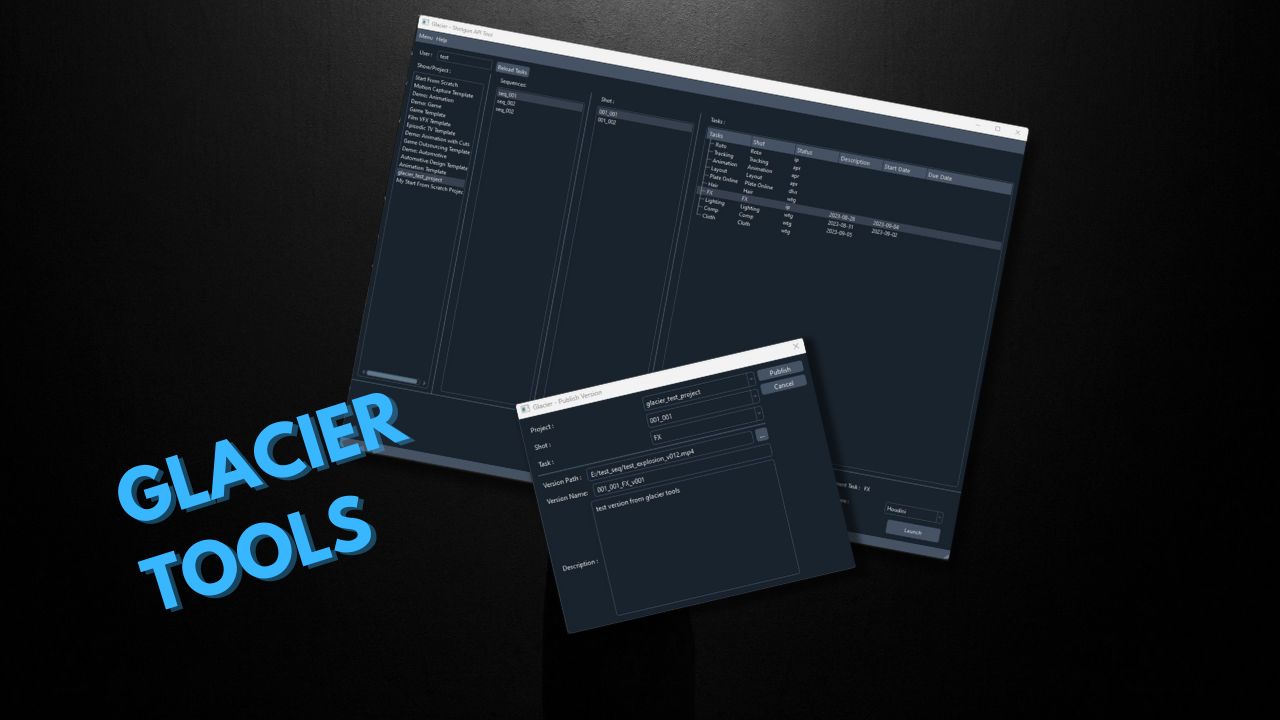 Glacier - Shotgun API Tool
Menu Help
User : test
Show/Project :
Start From Scratch
Motion Capture Template
Demo: Animation
Demo: Game
Game Template
Film VFX Template
Episodic TV Template
Demo: Animation with Cuts
Game Outsourcing Template
Demo: Automotive
Automotive Design Template
Animation Template
glacier_test_project
My Start From Scratch Projec
Reload Tasks
Sequences:
seq_001
seq_002
seq_002
Shot :
001_001
001_002
Tasks :
Tasks Shot Status Description Start Date Due Date
Roto Roto ip
Tracking Tracking apr
Animation Animation apr
Layout Layout apr
Plate Online Plate Online
Hair Hair wtg
FX FX ip 2023-08-28 2023-09-04
Lighting Lighting wtg 2023-08-31 2023-09-02
Comp Comp wtg 2023-09-05
Cloth Cloth wtg
Task : FX
Houdini
Launch
Glacier - Publish Version
Project : glacier_test_project
Shot : 001_001
Task : FX
Publish
Cancel
Version Path : E:/test_seq/test_explosion_v012.mp4 ...
Version Name: 001_001_FX_v001
Description : test version from glacier tools
GLACIER
TOOLS